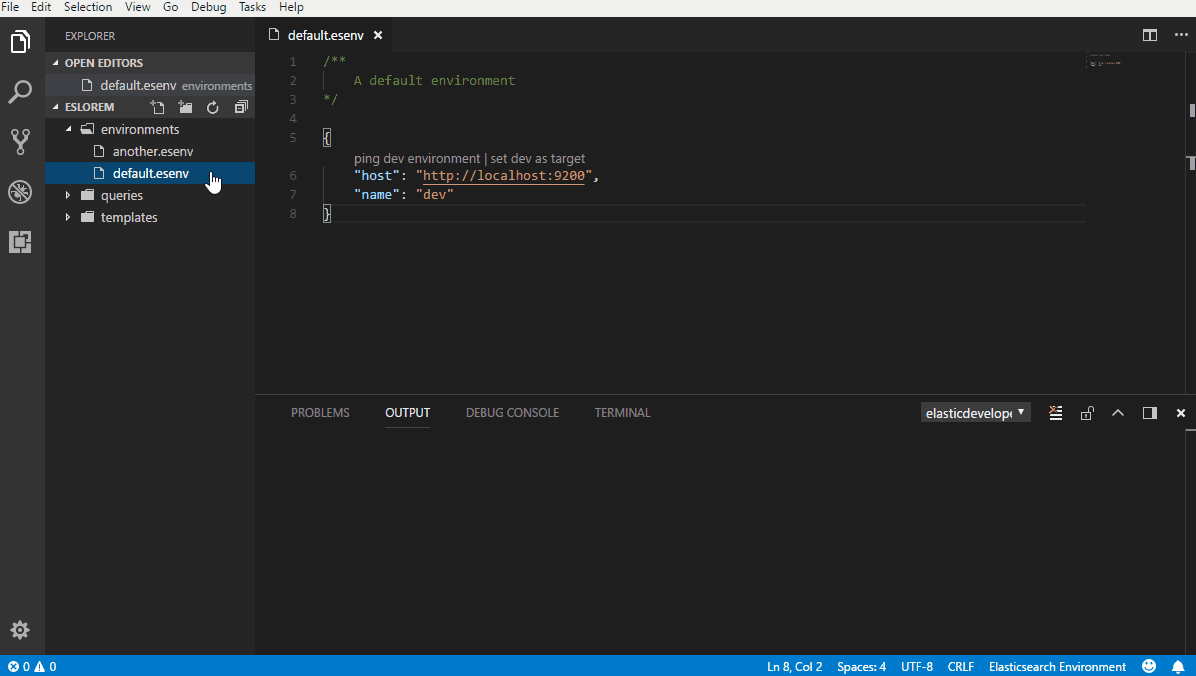 File Edit Selection View Go Debug Tasks Help
EXPLORER
OPEN EDITORS
default.esenv environments
ESLOREM
environments
another.esenv
default.esenv
queries
templates
default.esenv
1 /**
2 A default environment
3 */
4
5 {
ping dev environment | set dev as target
6 "host": "http://localhost:9200",
7 "name": "dev"
8 }
PROBLEMS OUTPUT DEBUG CONSOLE TERMINAL
elasticdevelope
0 0
Ln 8, Col 2 Spaces: 4 UTF-8 CRLF Elasticsearch Environment